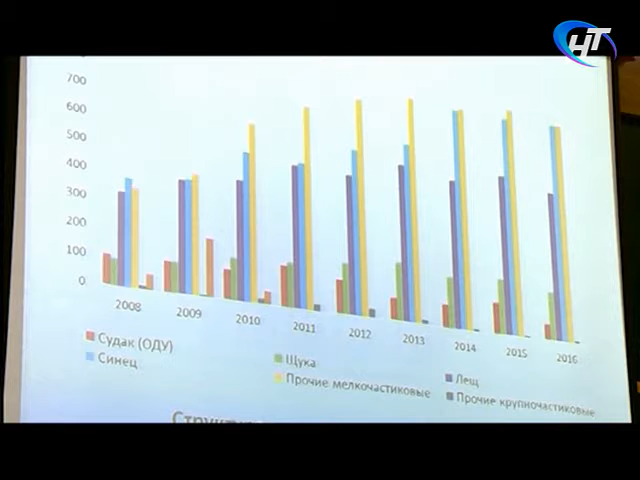 НТ
700
600
500
400
300
200
100
0
2008 2009 2010 2011 2012 2013 2014 2015 2016
Судак (ОДУ) Щука Лещ
Синец Прочие мелкочастиковые Прочие крупночастиковые